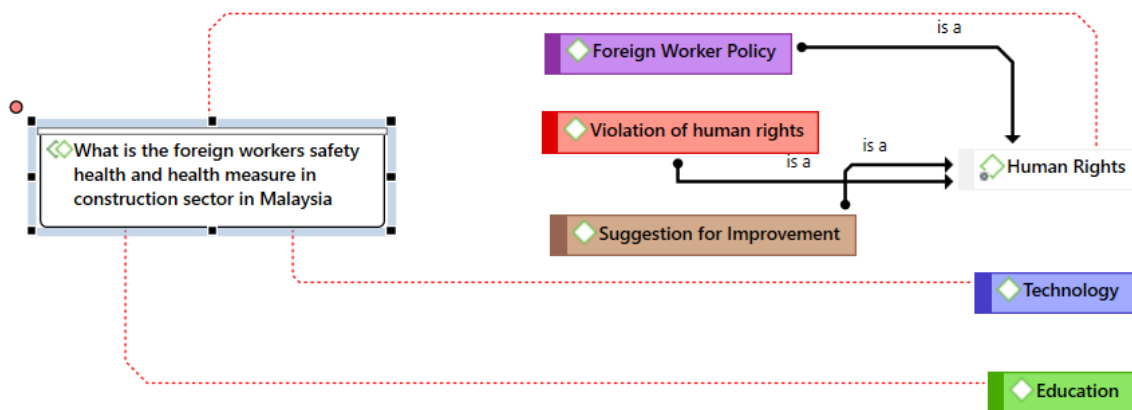 is a
Foreign Worker Policy
Violation of human rights
is a
is a
What is the foreign workers safety
health and health measure in
construction sector in Malaysia
Human Rights
Suggestion for Improvement
Technology
Education